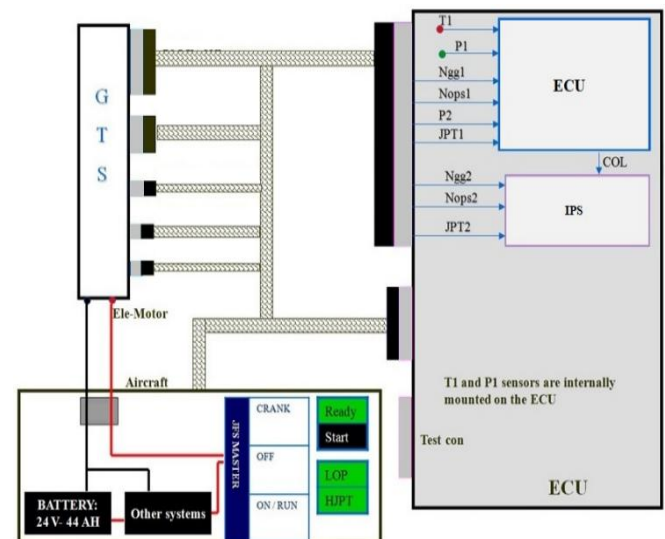 G
T
S
Ele-Motor
T1
P1
Ngg1
Nops1
P2
JPT1
ECU
COL
Ngg2
Nops2
JPT2
IPS
T1 and P1 sensors are internally
mounted on the ECU
Test con
ECU
Aircraft
JFS MASTER
CRANK
OFF
ON / RUN
Ready
Start
LOP
HJPT
BATTERY:
24 V- 44 AH
Other systems